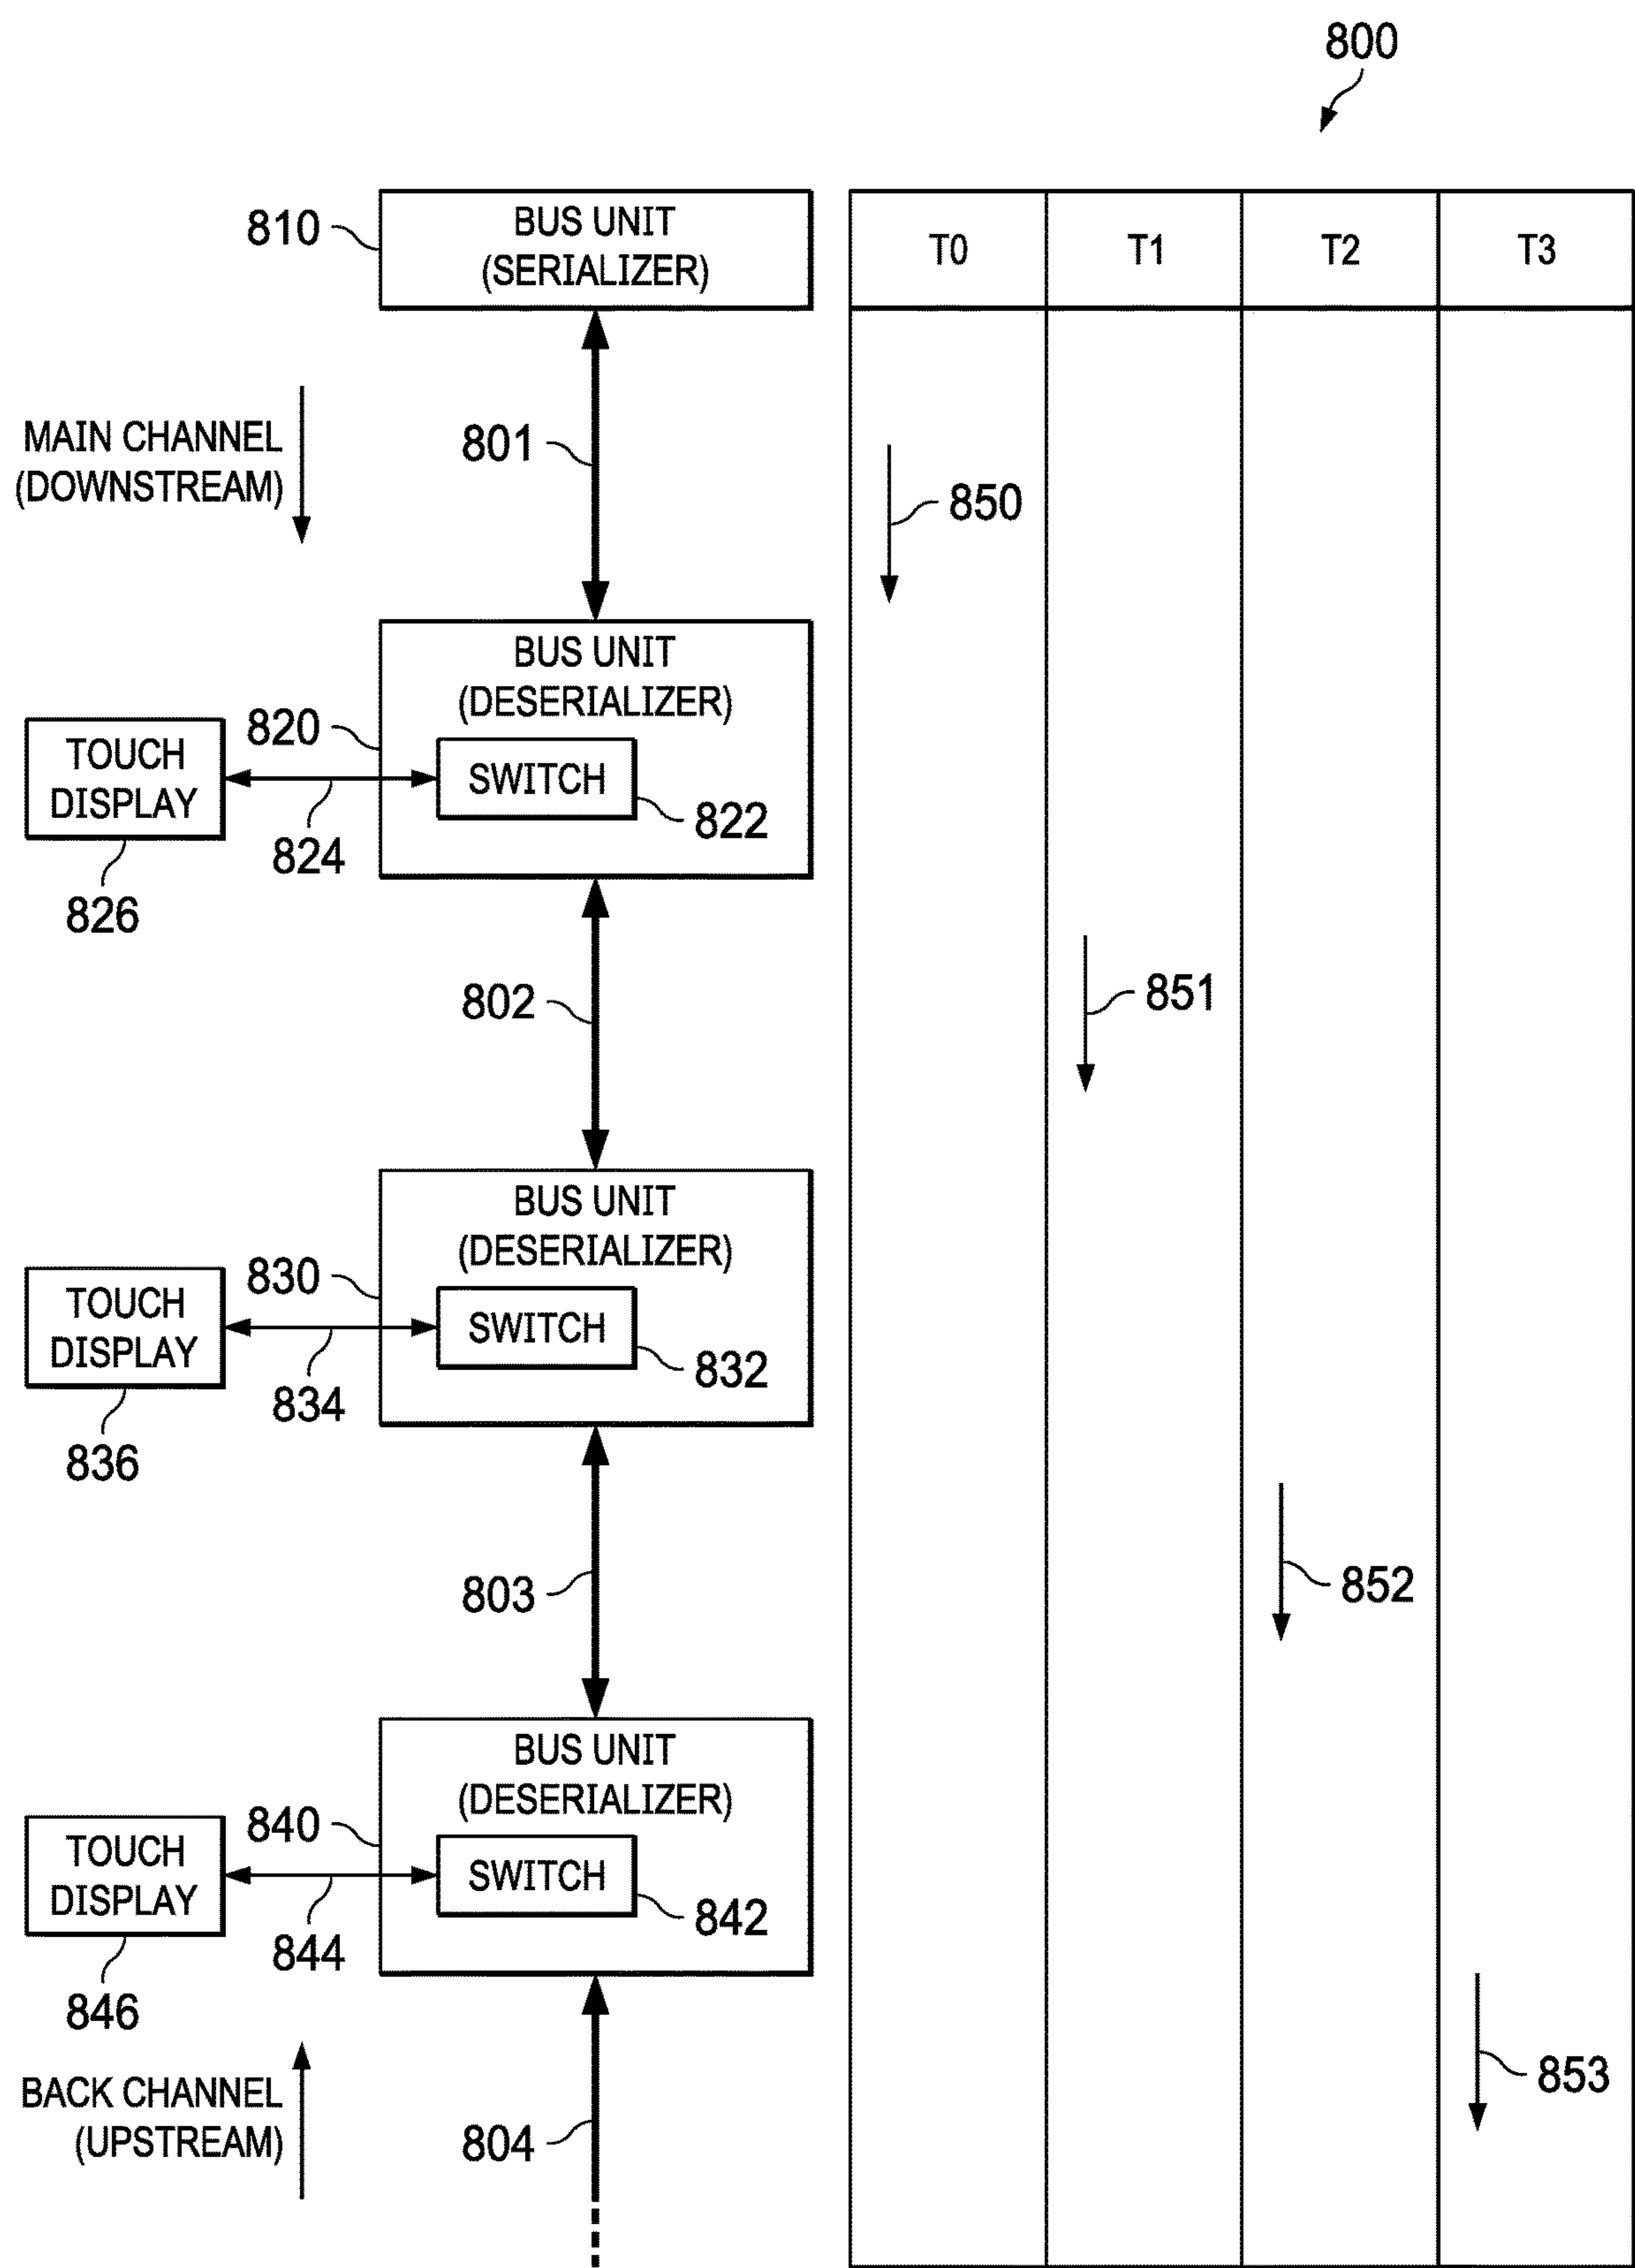 800
810
BUS UNIT
(SERIALIZER)
T0
T1
T2
T3
MAIN CHANNEL
(DOWNSTREAM)
801
850
BUS UNIT
(DESERIALIZER)
820
TOUCH
DISPLAY
SWITCH
822
824
826
802
851
BUS UNIT
(DESERIALIZER)
830
TOUCH
DISPLAY
SWITCH
832
834
836
803
852
BUS UNIT
(DESERIALIZER)
840
TOUCH
DISPLAY
SWITCH
842
844
846
BACK CHANNEL
(UPSTREAM)
804
853